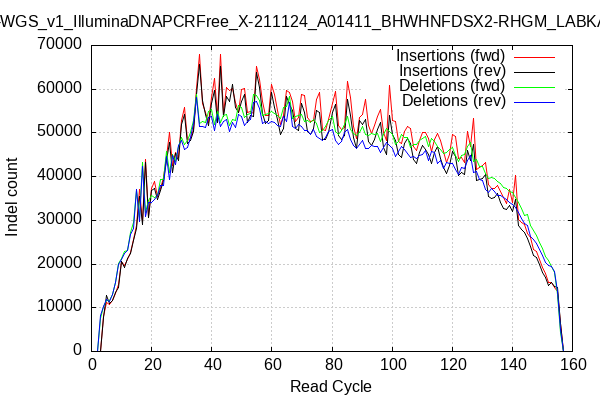 WGS_v1_IlluminaDNAPCRFree_X-211124_A01411_BHWHNFDSX2-RHGM_LABKA
70000
60000
50000
40000
30000
20000
10000
0
Insertions (fwd)
Insertions (rev)
Deletions (fwd)
Deletions (rev)
Indel count
0 20 40 60 80 100 120 140 160
Read Cycle